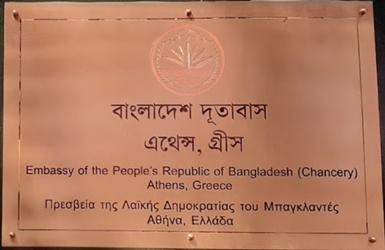 বাংলাদেশ দূতাবাস
এথেন্স, গ্রীস
Embassy of the People's Republic of Bangladesh (Chancery)
Athens, Greece
Πρεσβεία της Λαϊκής Δημοκρατίας του Μπαγκλαντές
Αθήνα, Ελλάδα